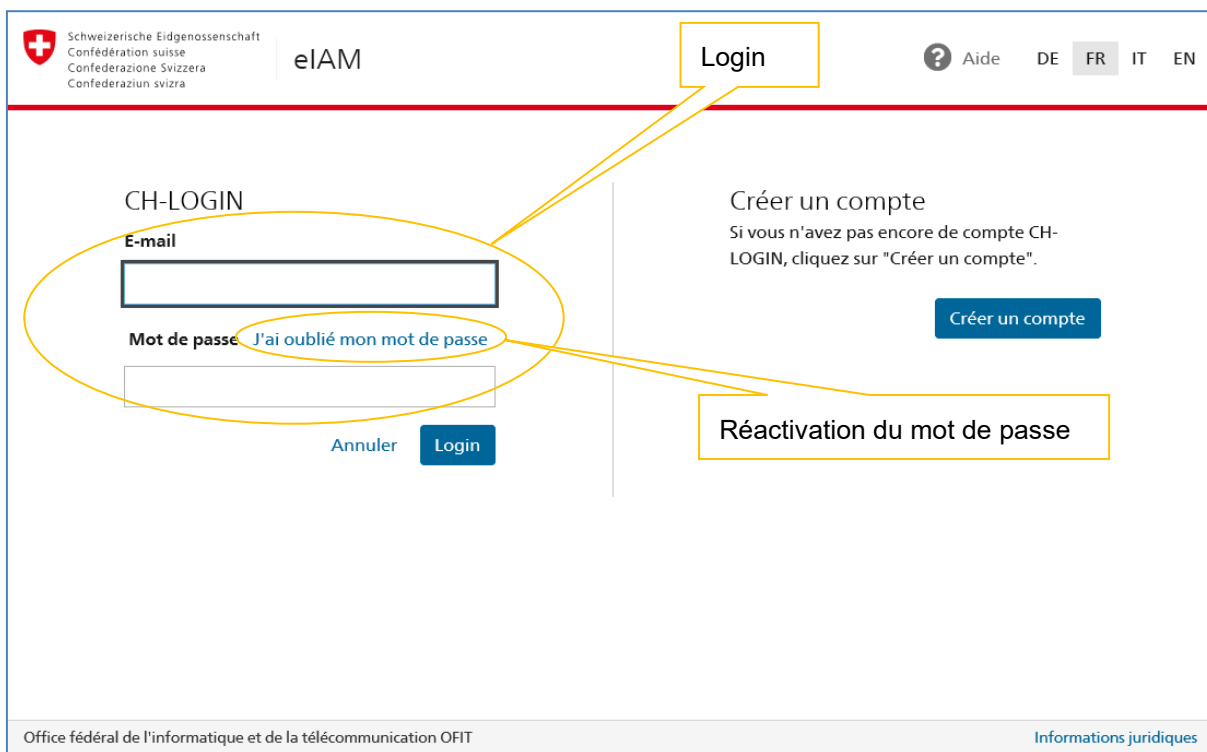 Schweizerische Eidgenossenschaft
Confédération suisse
Confederazione Svizzera
Confederaziun svizra
eIAM
Login
? Aide DE FR IT EN
CH-LOGIN
E-mail
Mot de passe J'ai oublié mon mot de passe
Annuler Login
Créer un compte
Si vous n'avez pas encore de compte CH-
LOGIN, cliquez sur "Créer un compte".
Créer un compte
Réactivation du mot de passe
Office fédéral de l'informatique et de la télécommunication OFIT
Informations juridiques